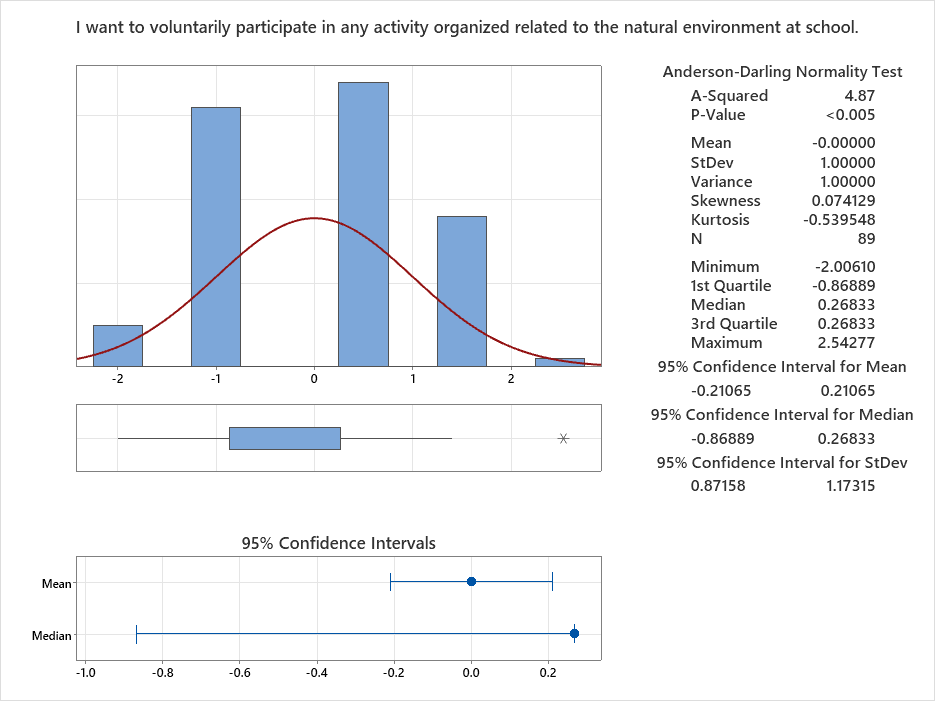 I want to voluntarily participate in any activity organized related to the natural environment at school.
-2 -1 0 1 2
Anderson-Darling Normality Test
A-Squared 4.87
P-Value <0.005
Mean -0.00000
StDev 1.00000
Variance 1.00000
Skewness 0.074129
Kurtosis -0.539548
N 89
Minimum -2.00610
1st Quartile -0.86889
Median 0.26833
3rd Quartile 0.26833
Maximum 2.54277
95% Confidence Interval for Mean
-0.21065 0.21065
95% Confidence Interval for Median
-0.86889 0.26833
95% Confidence Interval for StDev
0.87158 1.17315
95% Confidence Intervals
Mean
Median
-1.0 -0.8 -0.6 -0.4 -0.2 0.0 0.2